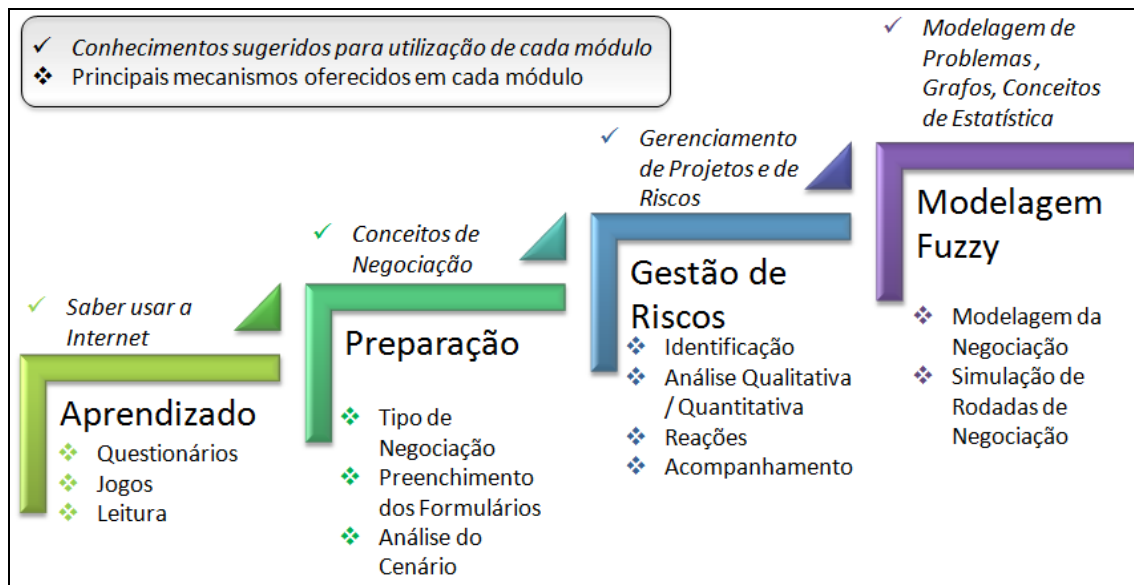 Conhecimentos sugeridos para utilização de cada módulo
Principais mecanismos oferecidos em cada módulo
Saber usar a
Internet
Aprendizado
Questionários
Jogos
Leitura
Conceitos de
Negociação
Preparação
Tipo de
Negociação
Preenchimento
dos Formulários
Análise do
Cenário
Gerenciamento
de Projetos e de
Riscos
Gestão de
Riscos
Identificação
Análise Qualitativa
/ Quantitativa
Reações
Acompanhamento
Modelagem de
Problemas ,
Grafos, Conceitos
de Estatística
Modelagem
Fuzzy
Modelagem da
Negociação
Simulação de
Rodadas de
Negociação